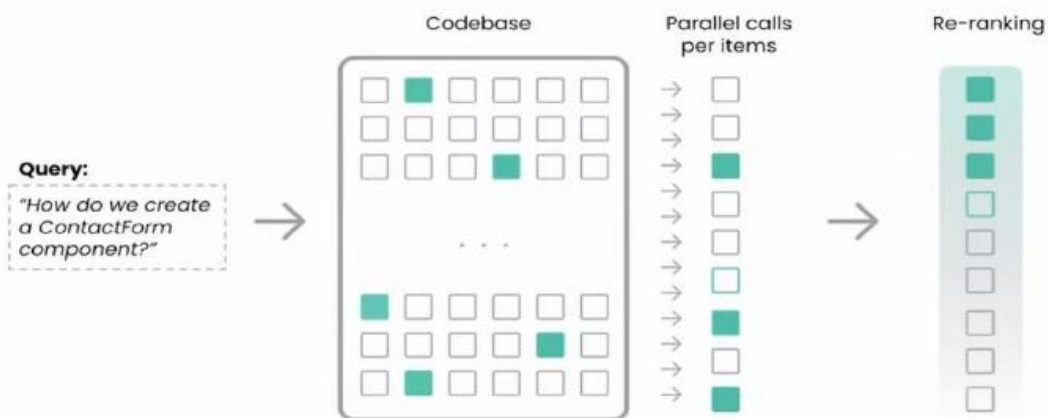 Codebase
Parallel calls
per items
Re-ranking
Query:
"How do we create
a ContactForm
component?"
. . .